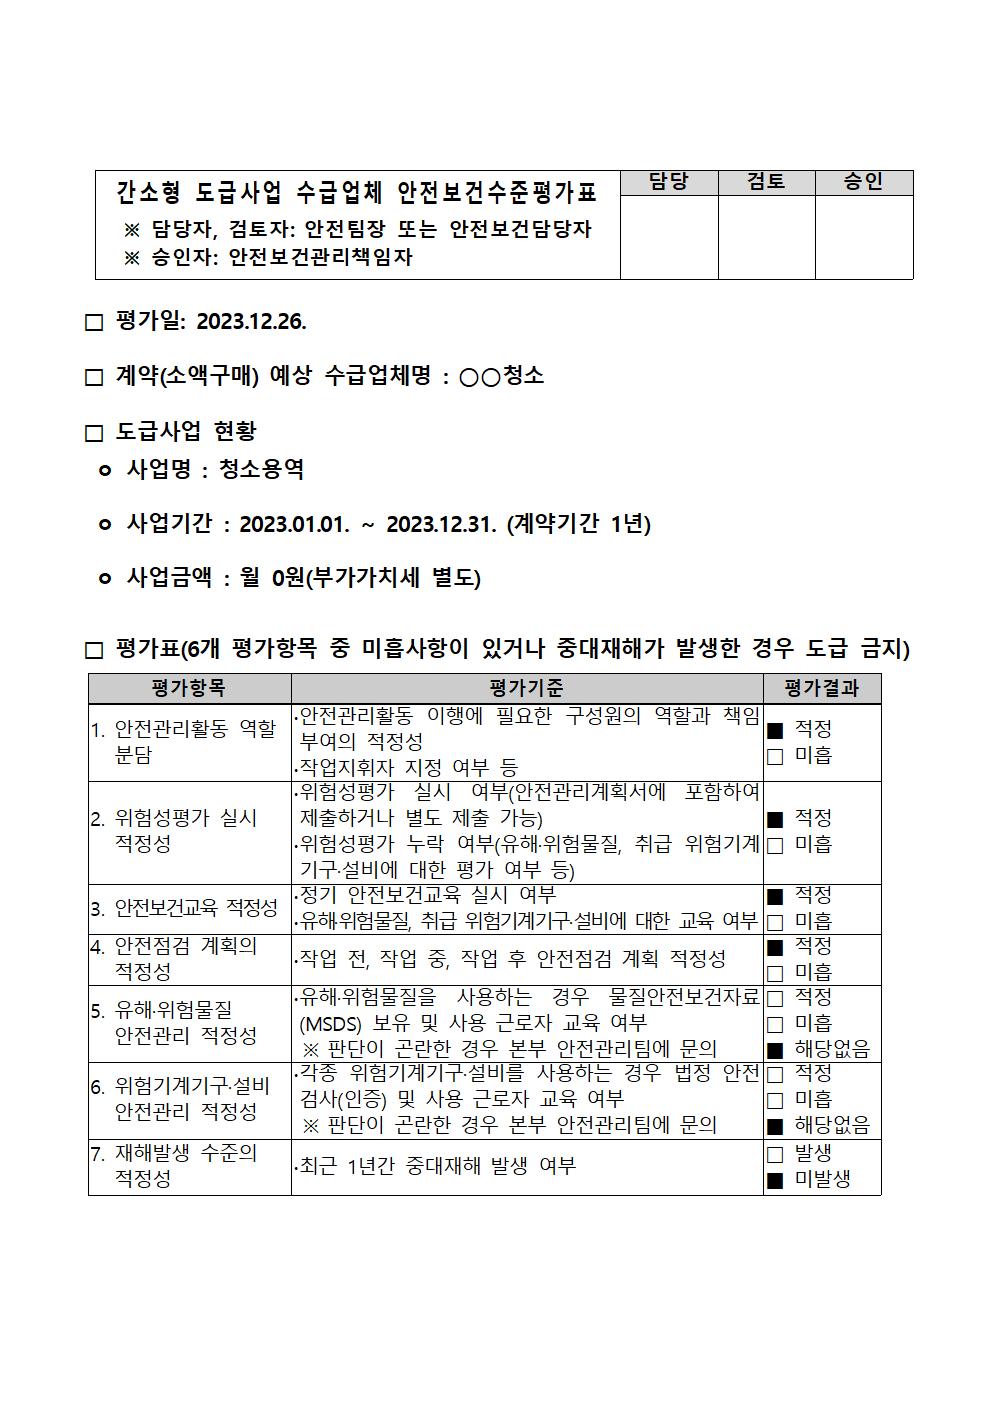 간소형 도급사업 수급업체 안전보건수준평가표
※ 담당자, 검토자: 안전팀장 또는 안전보건담당자
※ 승인자: 안전보건관리책임자
담당 검토 승인
□ 평가일: 2023.12.26.
□ 계약(소액구매) 예상 수급업체명 : ○○청소
□ 도급사업 현황
ㅇ 사업명 : 청소용역
ㅇ 사업기간 : 2023.01.01. ~ 2023.12.31. (계약기간 1년)
ㅇ 사업금액 : 월 0원(부가가치세 별도)
□ 평가표(6개 평가항목 중 미흡사항이 있거나 중대재해가 발생한 경우 도급 금지)
평가항목 평가기준 평가결과
1. 안전관리활동 역할
분담
·안전관리활동 이행에 필요한 구성원의 역할과 책임
부여의 적정성
·작업지휘자 지정 여부 등
■ 적정
□ 미흡
2. 위험성평가 실시
적정성
·위험성평가 실시 여부(안전관리계획서에 포함하여
제출하거나 별도 제출 가능)
·위험성평가 누락 여부(유해·위험물질, 취급 위험기계
기구·설비에 대한 평가 여부 등)
■ 적정
□ 미흡
3. 안전보건교육 적정성
·정기 안전보건교육 실시 여부
·유해·위험물질, 취급 위험기계기구·설비에 대한 교육 여부
■ 적정
□ 미흡
4. 안전점검 계획의
적정성
·작업 전, 작업 중, 작업 후 안전점검 계획 적정성
■ 적정
□ 미흡
5. 유해·위험물질
안전관리 적정성
·유해·위험물질을 사용하는 경우 물질안전보건자료
(MSDS) 보유 및 사용 근로자 교육 여부
※ 판단이 곤란한 경우 본부 안전관리팀에 문의
□ 적정
□ 미흡
■ 해당없음
6. 위험기계기구·설비
안전관리 적정성
·각종 위험기계기구·설비를 사용하는 경우 법정 안전
검사(인증) 및 사용 근로자 교육 여부
※ 판단이 곤란한 경우 본부 안전관리팀에 문의
□ 적정
□ 미흡
■ 해당없음
7. 재해발생 수준의
적정성
·최근 1년간 중대재해 발생 여부
□ 발생
■ 미발생